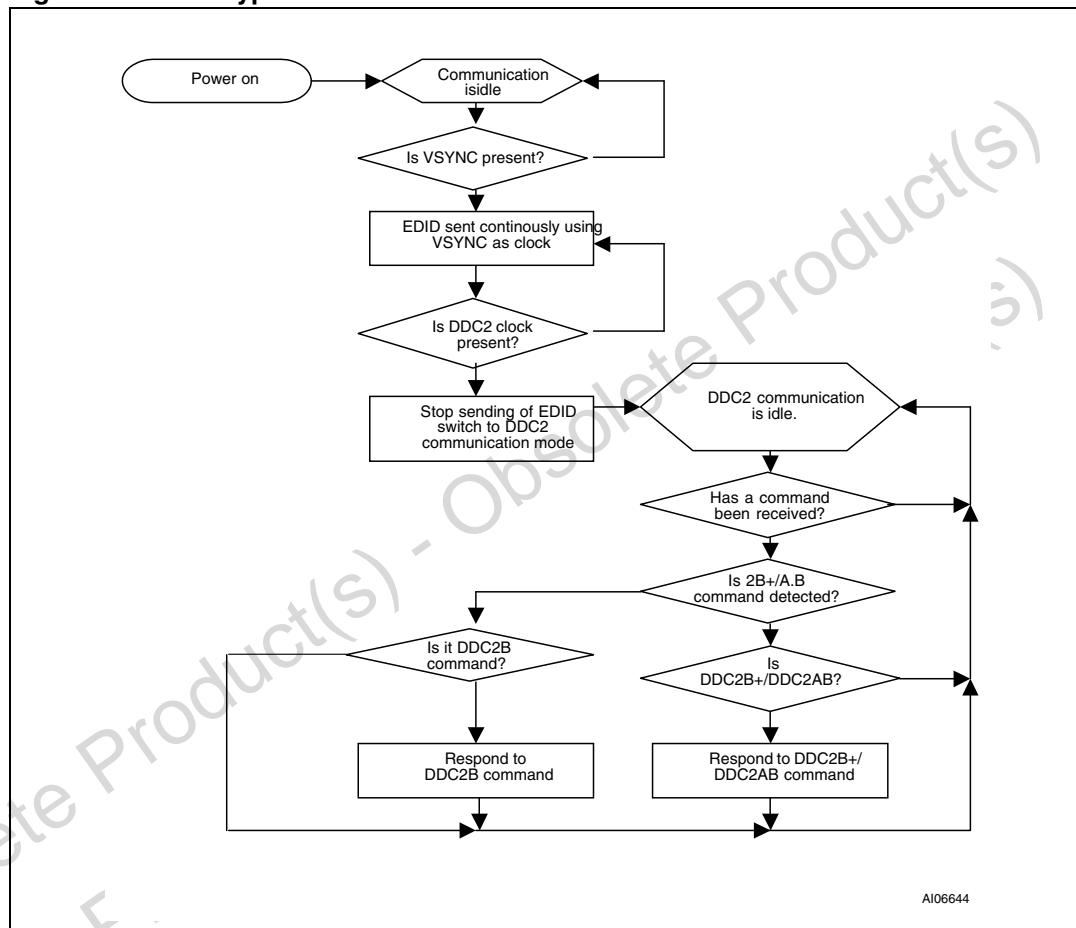 Power on
Communication
isidle
Is VSYNC present?
EDID sent continously using
VSYNC as clock
Is DDC2 clock
present?
Stop sending of EDID
switch to DDC2
communication mode
DDC2 communication
is idle.
Has a command
been received?
Is 2B+/A.B
command detected?
Is it DDC2B
command?
Is
DDC2B+/DDC2AB?
Respond to
DDC2B command
Respond to DDC2B+/
DDC2AB command
AI06644
ete Product(s) - Obsolete Product(s)